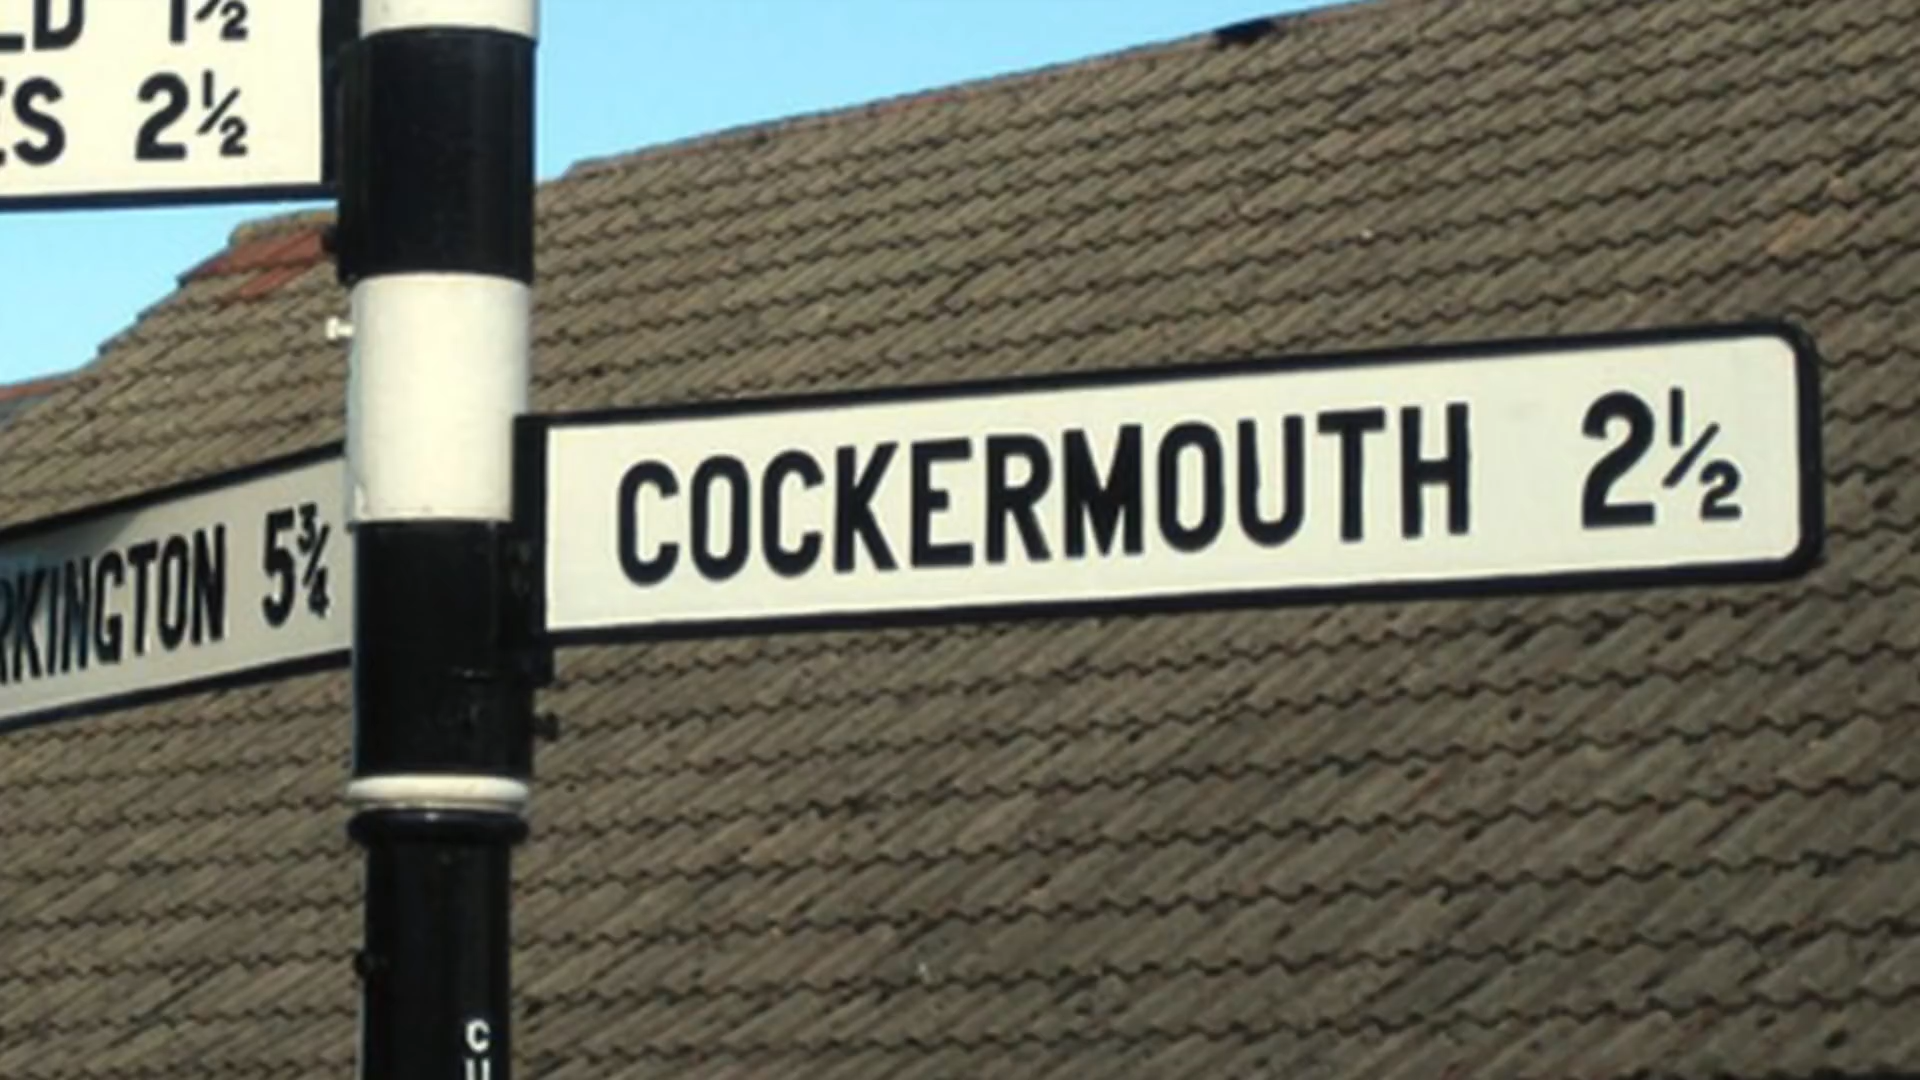 LD 1½
ES 2½
RKINGTON 5¾
COCKERMOUTH 2½
C
U